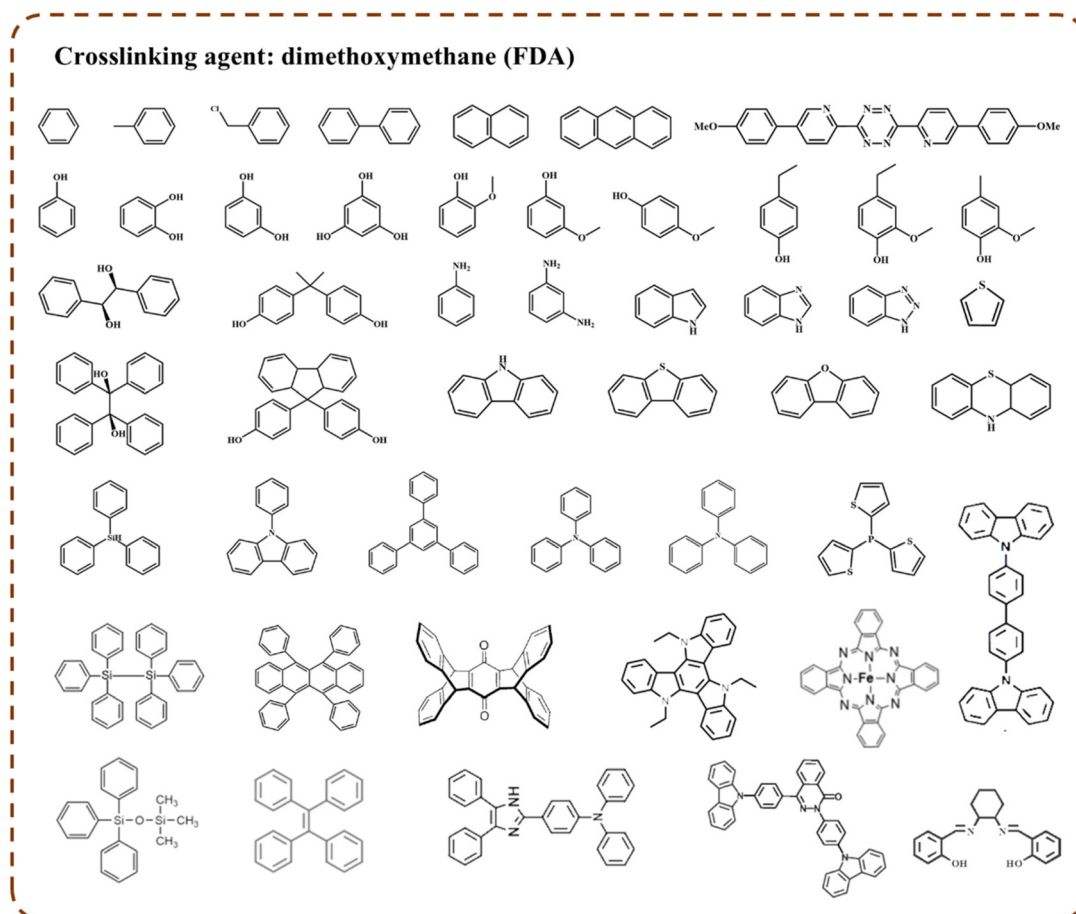 Crosslinking agent: dimethoxymethane (FDA)
Cl
N N N
MeO OMe
N N N
OH OH OH OH OH
OH O HO
OH OH HO OH O O O O
OH OH OH
HO NH₂ NH₂ S
N N
N
OH HO OH NH₂ N H N H N H
HO H N S O S
OH HO OH N H
S
SiH N N S P S S N
N
Si Si N N N O N N N N Fe N N N N N O
N
O N N
CH₃ NH N O
Si O Si CH₃ N N N N N
CH₃ N OH HO